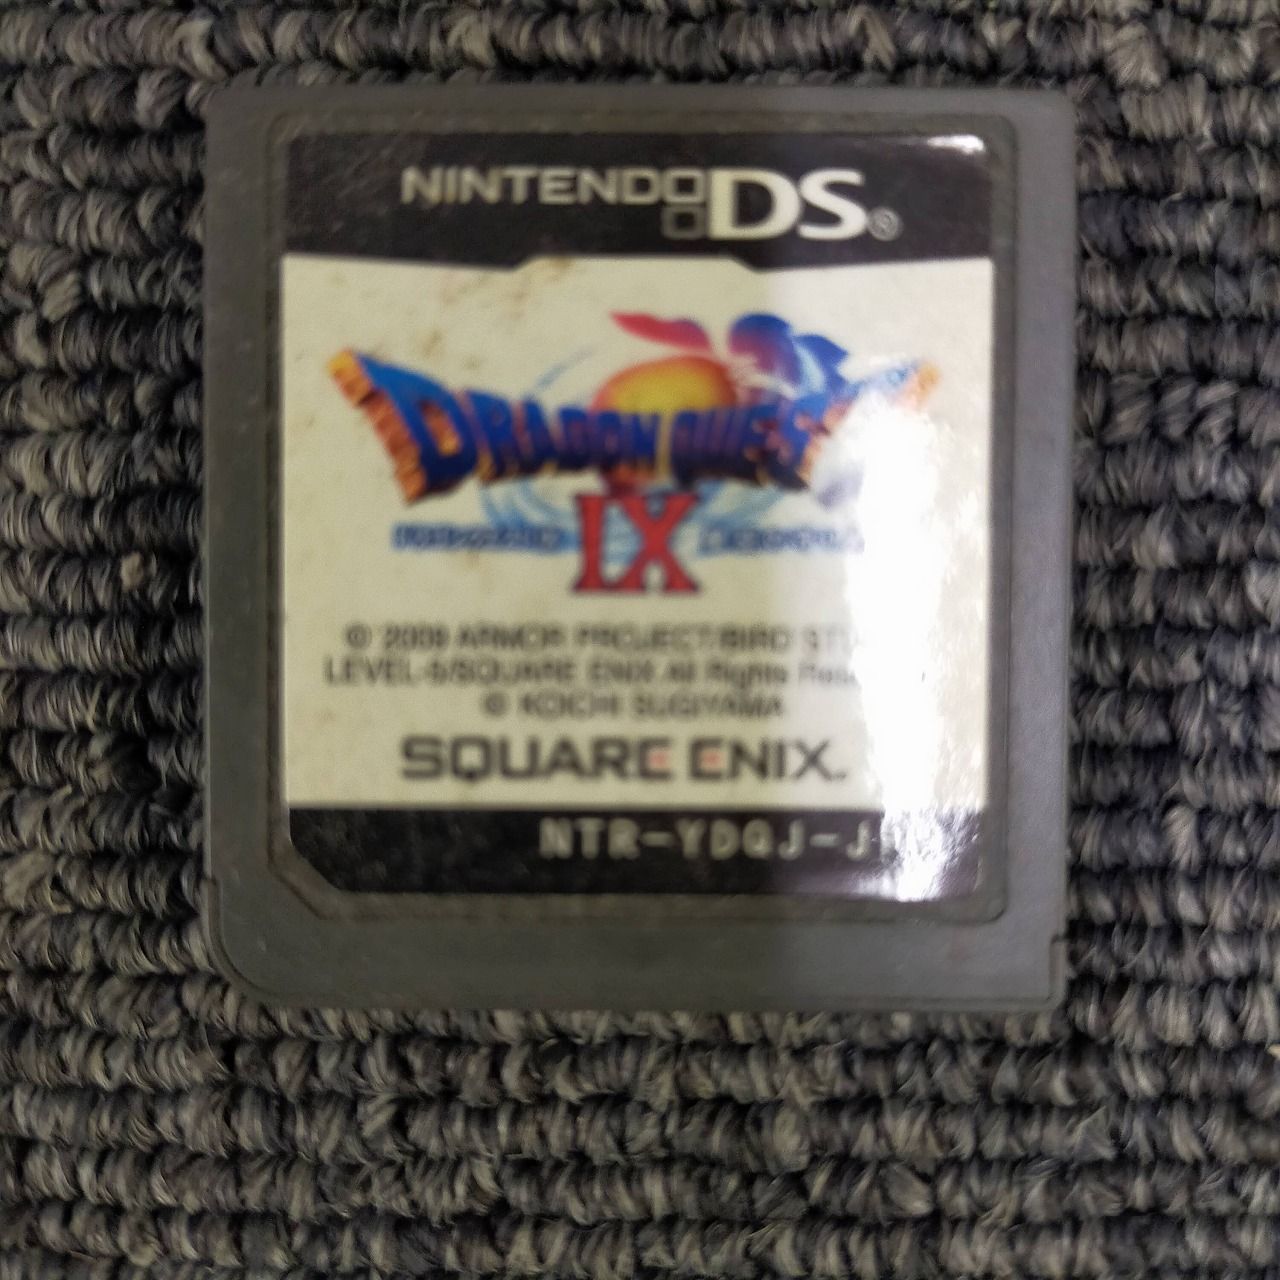 NINTENDO DS®
DRAGON QUEST
IX
© 2009 ARMOR PROJECT/BIRD
LEVEL-5/SQUARE ENIX All Rights
© KOICHI SUGIYAMA
SQUARE ENIX.
NTR-YDQJ-J